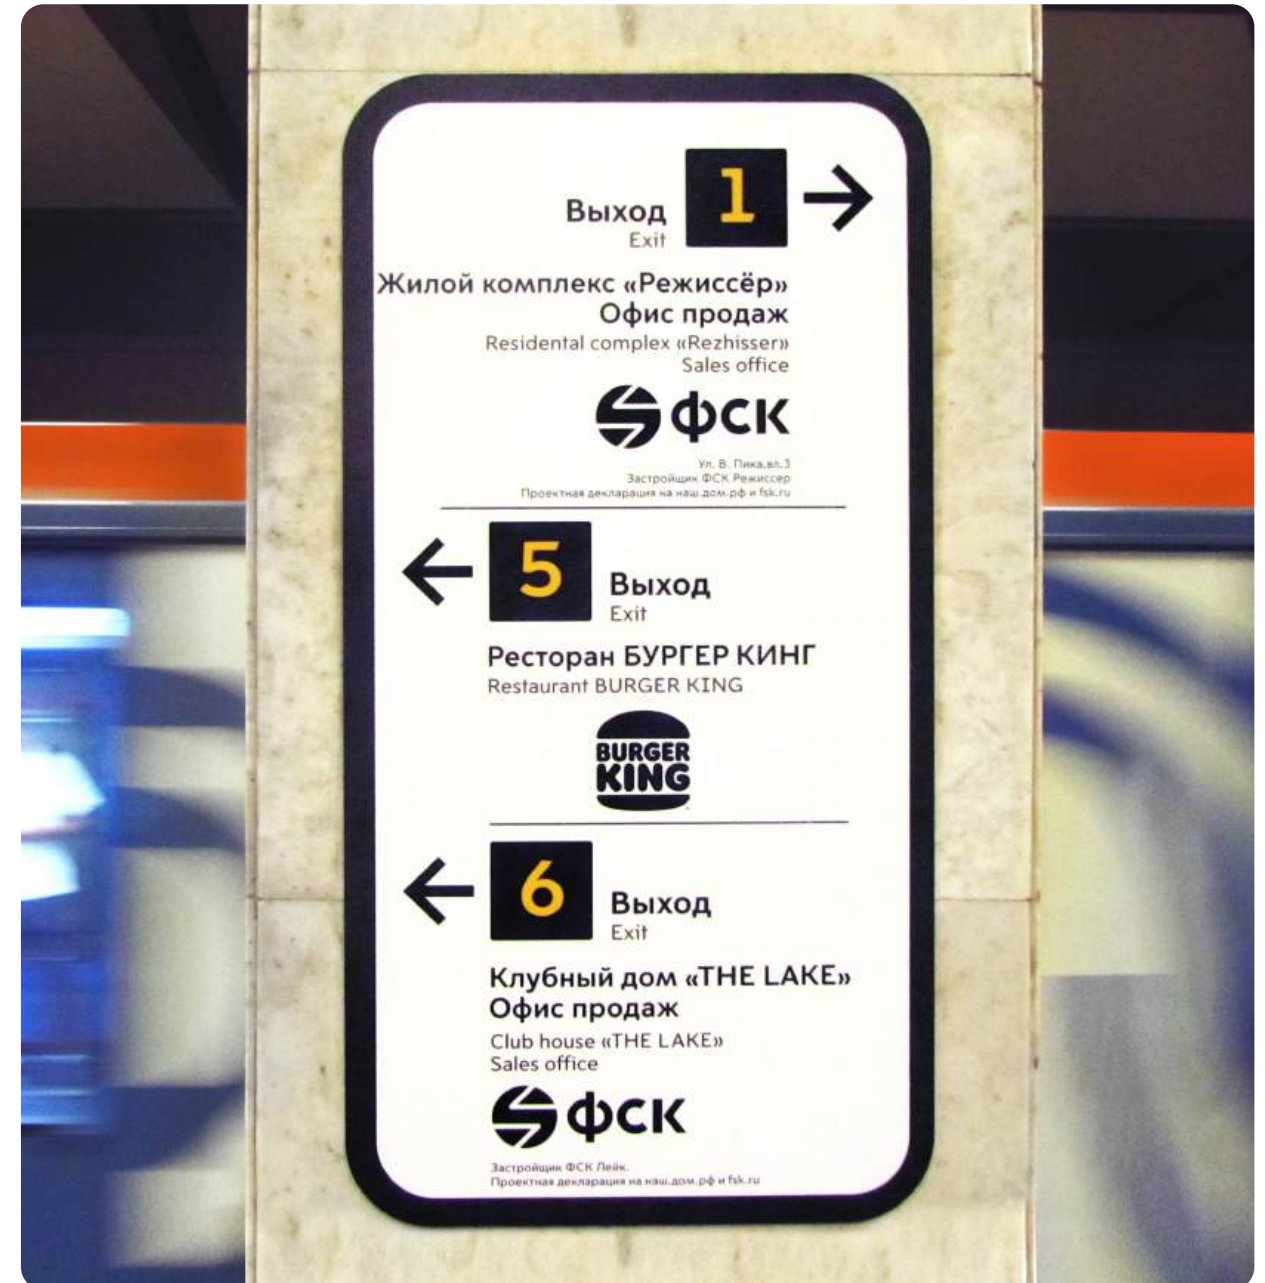 1
Выход
Exit
Жилой комплекс «Режиссёр»
Офис продаж
Residental complex «Rezhisser»
Sales office
ФСК
Ул. В. Пика,вл.3
Застройщик ФСК Режиссер
Проектная декларация на наш.дом.рф и fsk.ru
5
Выход
Exit
Ресторан БУРГЕР КИНГ
Restaurant BURGER KING
BURGER
KING
6
Выход
Exit
Клубный дом «THE LAKE»
Офис продаж
Club house «THE LAKE»
Sales office
ФСК
Застройщик ФСК Лейк.
Проектная декларация на наш.дом.рф и fsk.ru